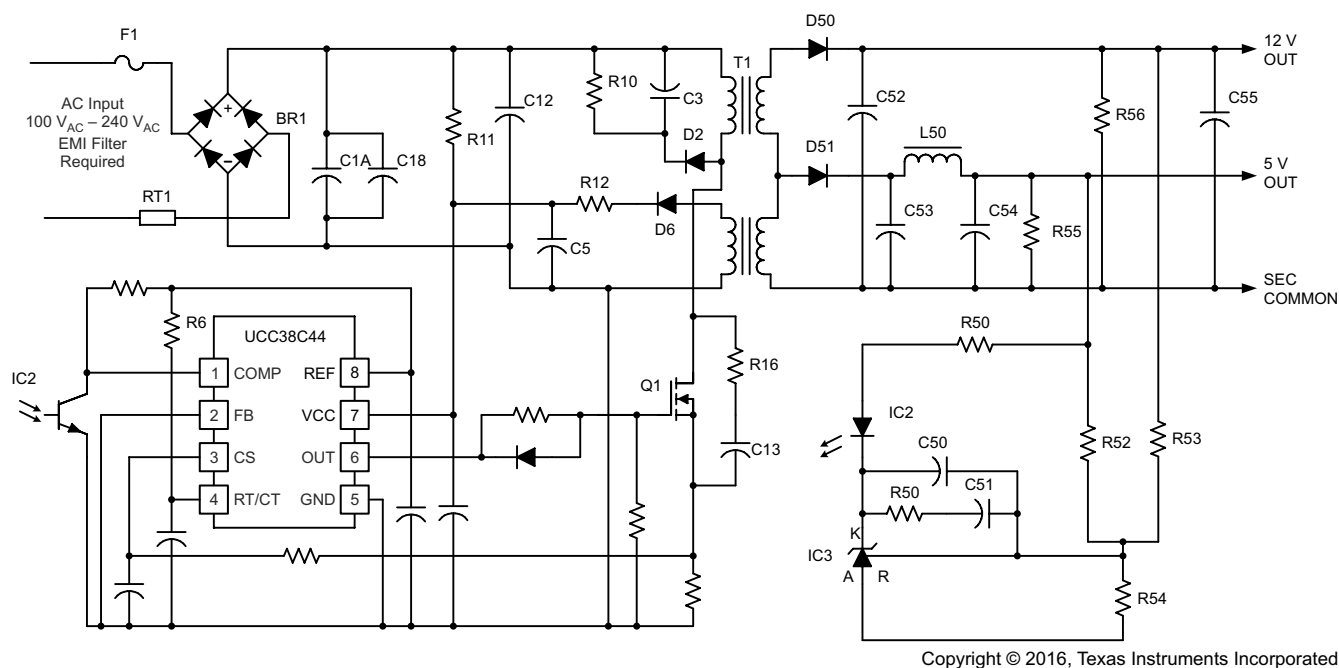 F1
AC Input
100 VAC – 240 VAC
EMI Filter
Required
BR1
+
–
RT1
C1A
C18
R11
C12
R10
C3
D2
T1
D50
D51
12 V
OUT
C52
L50
R56
C55
5 V
OUT
R12
D6
C5
C53
C54
R55
SEC
COMMON
R6
UCC38C44
IC2
1 COMP REF 8
2 FB VCC 7
3 CS OUT 6
4 RT/CT GND 5
Q1
R16
C13
R50
IC2
C50
R52
R53
C51
R50
K
IC3
A R
R54
Copyright © 2016, Texas Instruments Incorporated